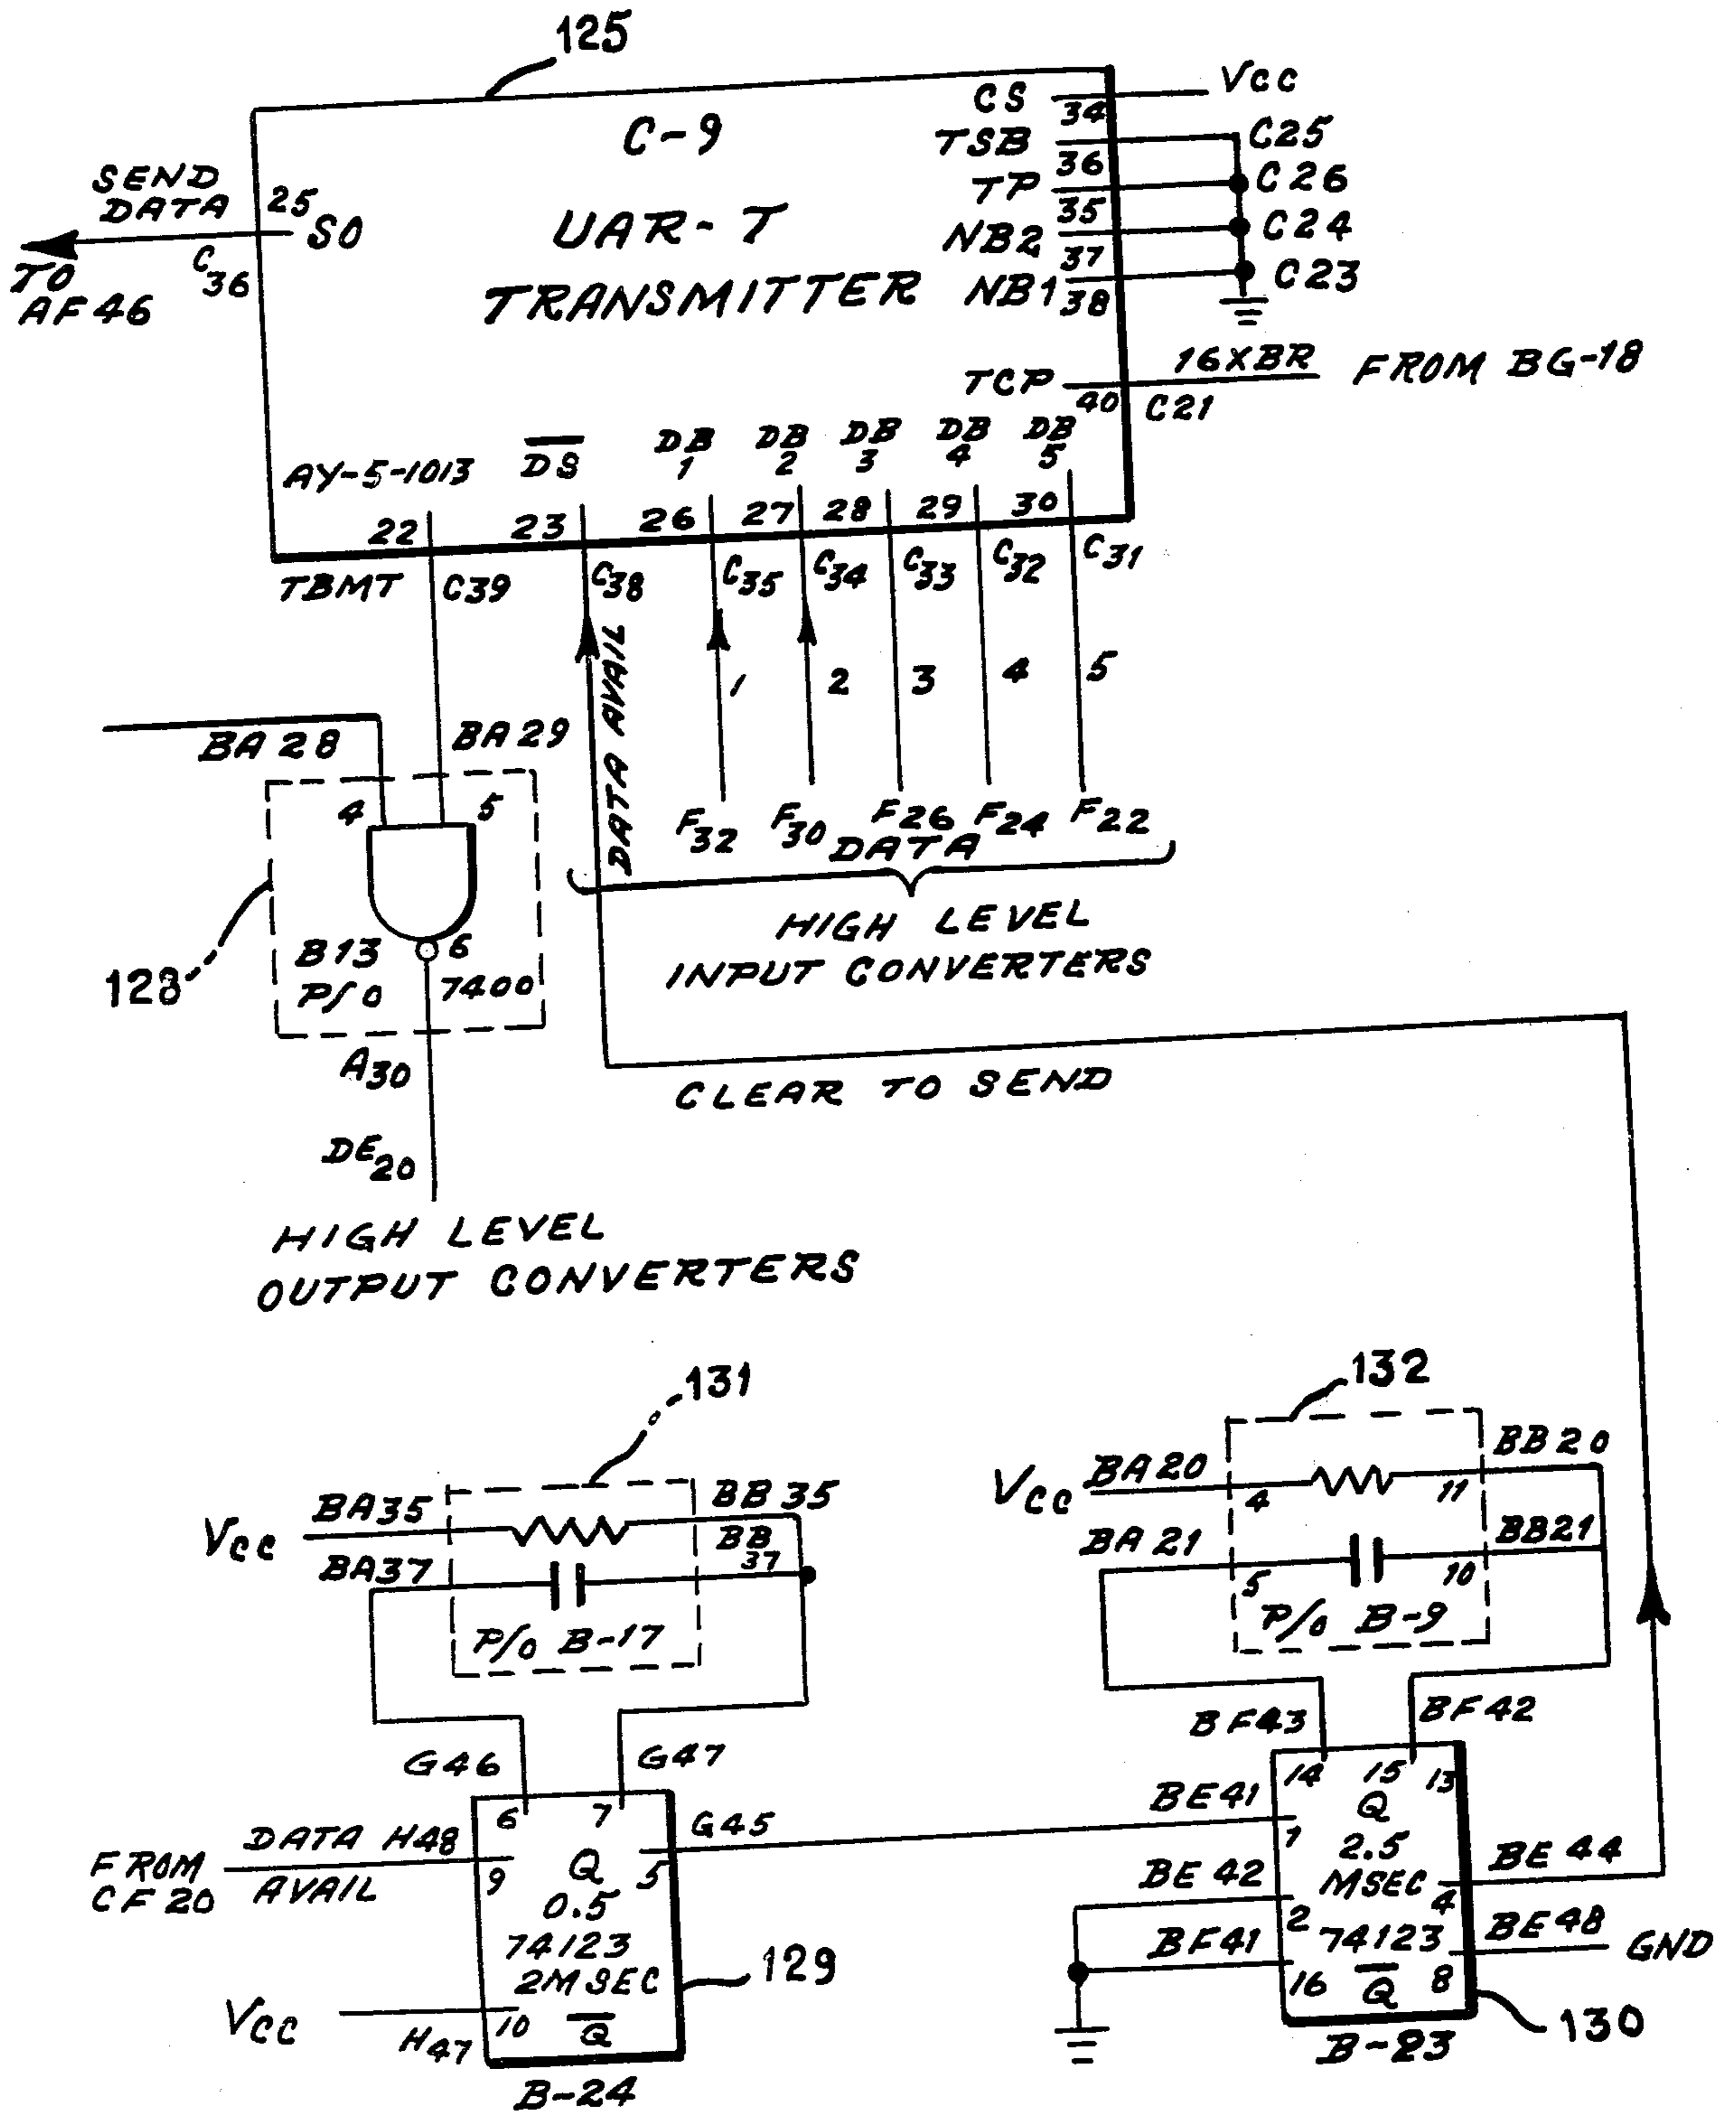 125
C-9
UAR-T
TRANSMITTER
CS
34
VCC
TSB
36
C25
TP
35
C26
NB2
37
C24
NB1
38
C23
SEND
DATA
25
SO
C36
TO
AF46
TCP
40
16XBR
C21
FROM BG-18
AY-5-1013
DS
DB
1
DB
2
DB
3
DB
4
DB
5
22
23
26
27
28
29
30
TBMT
C39
C38
C35
C34
C33
C32
C31
DATA AVAIL
1
2
3
4
5
BA28
BA29
4
5
F32
F30
F26
F24
F22
DATA
HIGH LEVEL
INPUT CONVERTERS
B13
P/O
6
7400
128
A30
CLEAR TO SEND
DE20
HIGH LEVEL
OUTPUT CONVERTERS
131
132
VCC
BA35
BB35
BA37
BB
37
P/O B-17
VCC
BA20
4
11
BB20
BA21
5
10
BB21
P/O B-9
G46
G47
BF43
BF42
6
7
14
15
13
FROM
CF20
DATA
AVAIL
H48
9
Q
5
G45
0.5
74123
2MSEC
129
VCC
H47
10
Q
B-24
BE41
1
Q
2.5
MSEC
4
BE44
BE42
2
74123
BE48
GND
BF41
16
Q
8
130
B-23